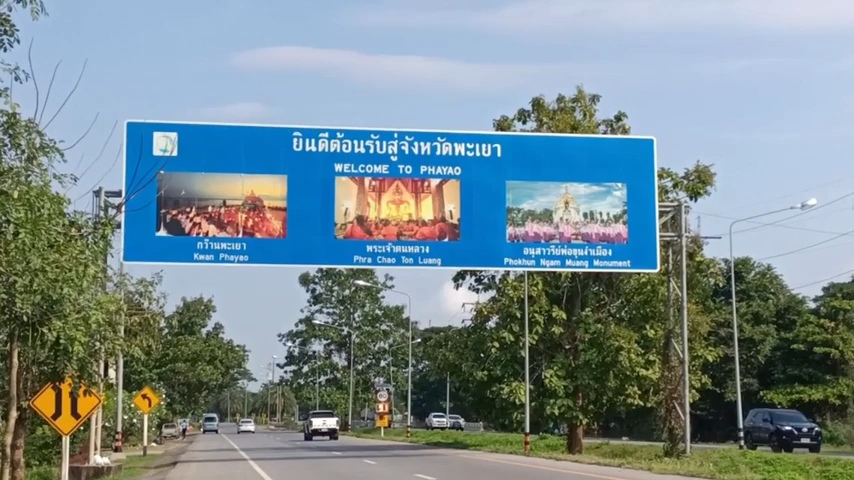 ยินดีต้อนรับสู่จังหวัดพะเยา
WELCOME TO PHAYAO
กว๊านพะเยา
Kwan Phayao
พระเจ้าตนหลวง
Phra Chao Ton Luang
อนุสาวรีย์พ่อขุนงำเมือง
Phokhun Ngam Muang Monument